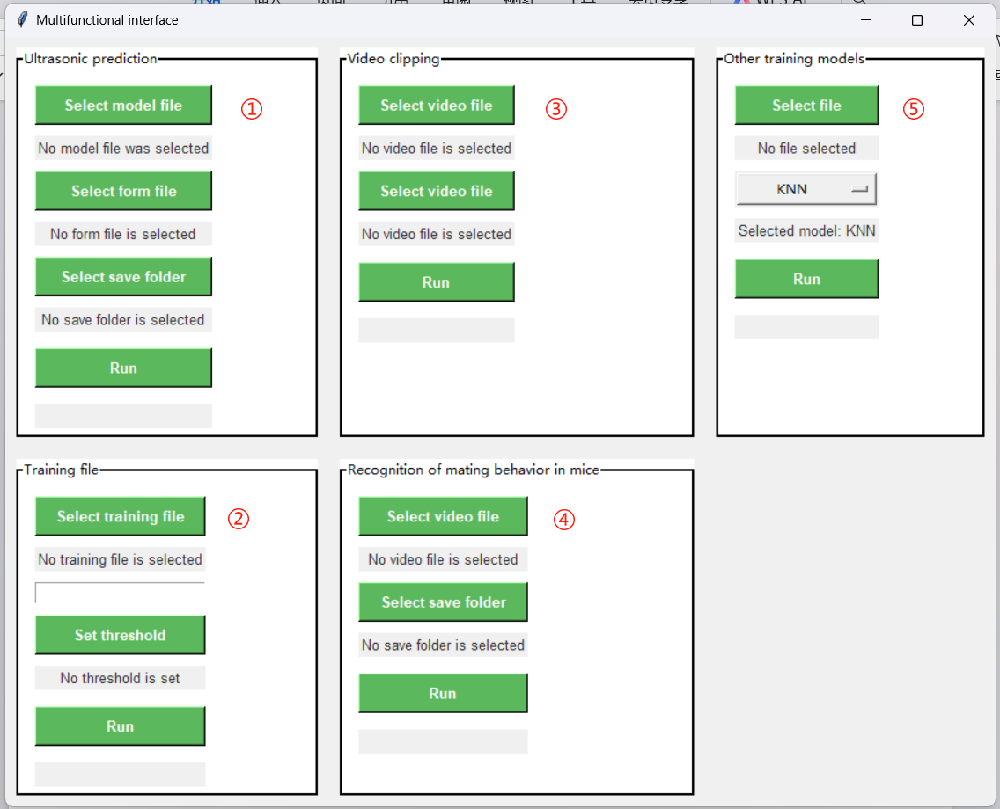 Multifunctional interface
Ultrasonic prediction
Select model file
①
No model file was selected
Select form file
No form file is selected
Select save folder
No save folder is selected
Run
Video clipping
Select video file
③
No video file is selected
Select video file
No video file is selected
Run
Other training models
Select file
⑤
No file selected
KNN
Selected model: KNN
Run
Training file
Select training file
②
No training file is selected
Set threshold
No threshold is set
Run
Recognition of mating behavior in mice
Select video file
④
No video file is selected
Select save folder
No save folder is selected
Run